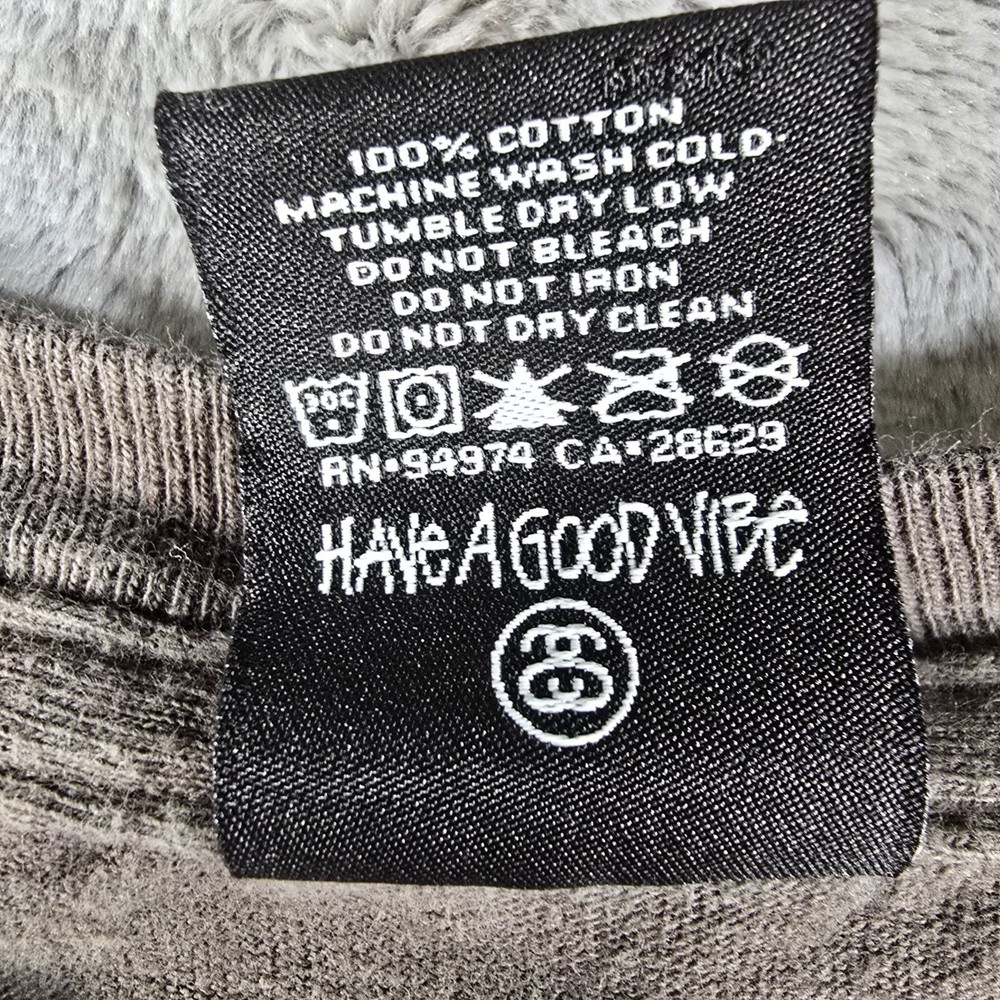 100% COTTON
MACHINE WASH COLD
TUMBLE DRY LOW
DO NOT BLEACH
DO NOT IRON
DO NOT DRY CLEAN
30C
RN•94974 CA•28629
HAVE A GOOD VIBE